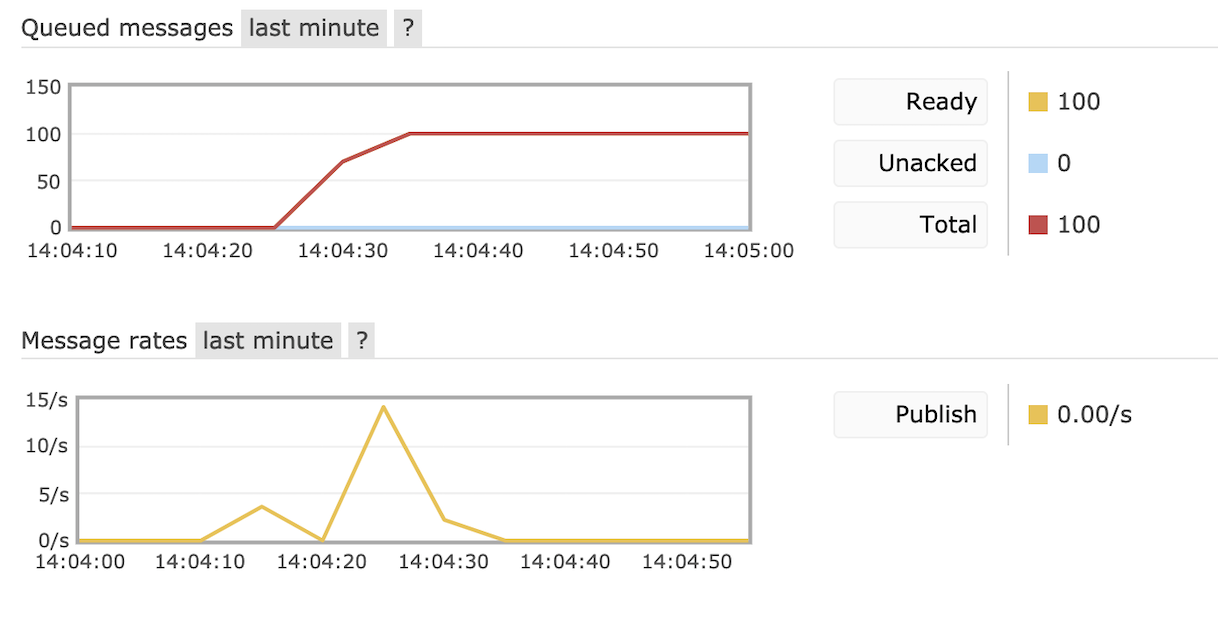 Queued messages last minute ?
150
100
50
0
14:04:10 14:04:20 14:04:30 14:04:40 14:04:50 14:05:00
Ready 100
Unacked 0
Total 100
Message rates last minute ?
15/s
10/s
5/s
0/s
14:04:00 14:04:10 14:04:20 14:04:30 14:04:40 14:04:50
Publish 0.00/s